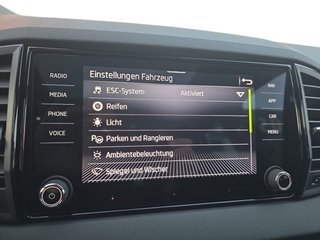 RADIO
MEDIA
PHONE
VOICE
Einstellungen Fahrzeug
ESC-System: Aktiviert
Reifen
Licht
Parken und Rangieren
Ambientebeleuchtung
Spiegel und Wischer
NAV
APP
CAR
MENU